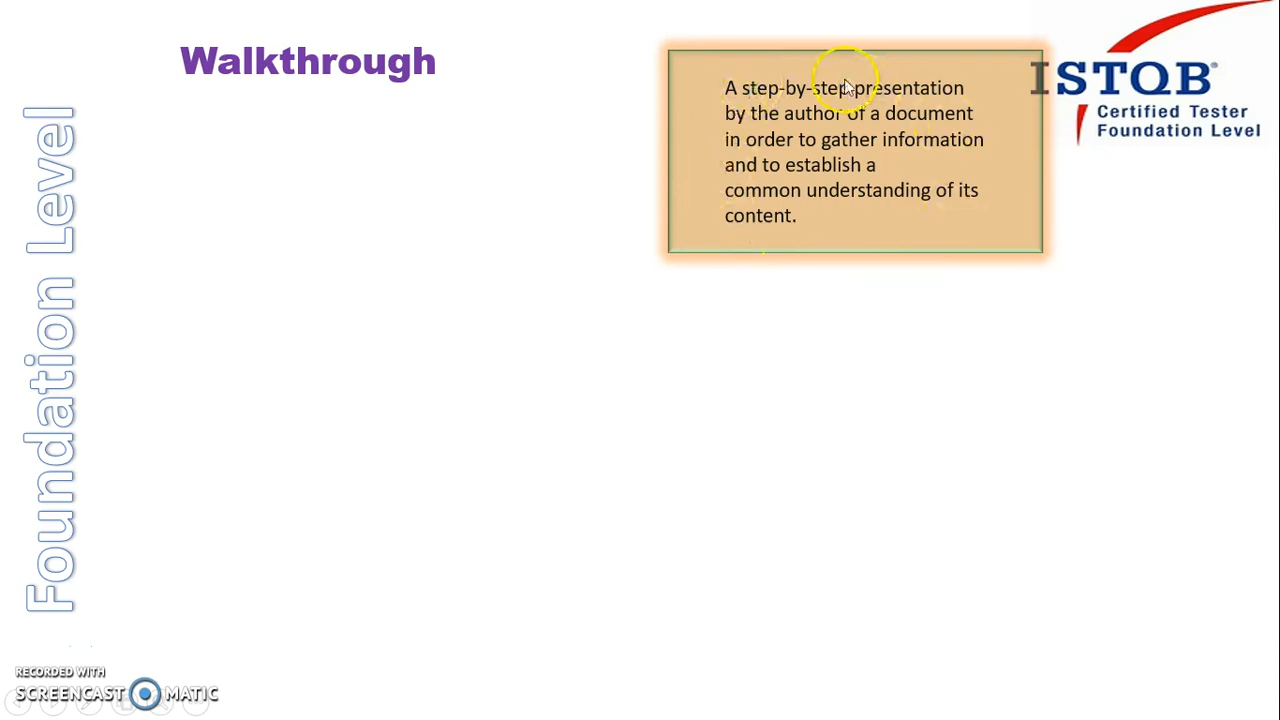 Walkthrough
A step-by-step presentation
by the author of a document
in order to gather information
and to establish a
common understanding of its
content.
ISTQB®
Certified Tester
Foundation Level
Foundation Level
RECORDED WITH
SCREENCAST MATIC